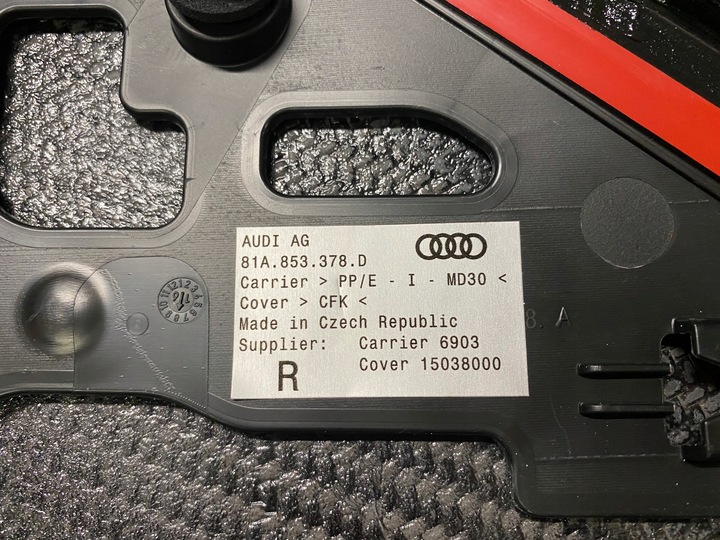 AUDI AG
81A.853.378.D
Carrier > PP/E - I - MD30 <
Cover > CFK <
Made in Czech Republic
Supplier: Carrier 6903
Cover 15038000
R
8. A